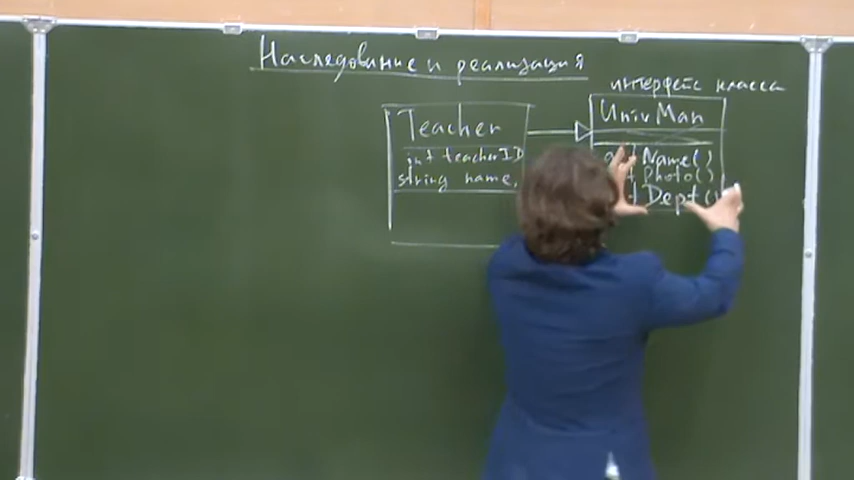 Наследование и реализация
интерфейс класса
UnivMan
Teacher
int teacherID
string name,
Name()
Photo()
Dept()